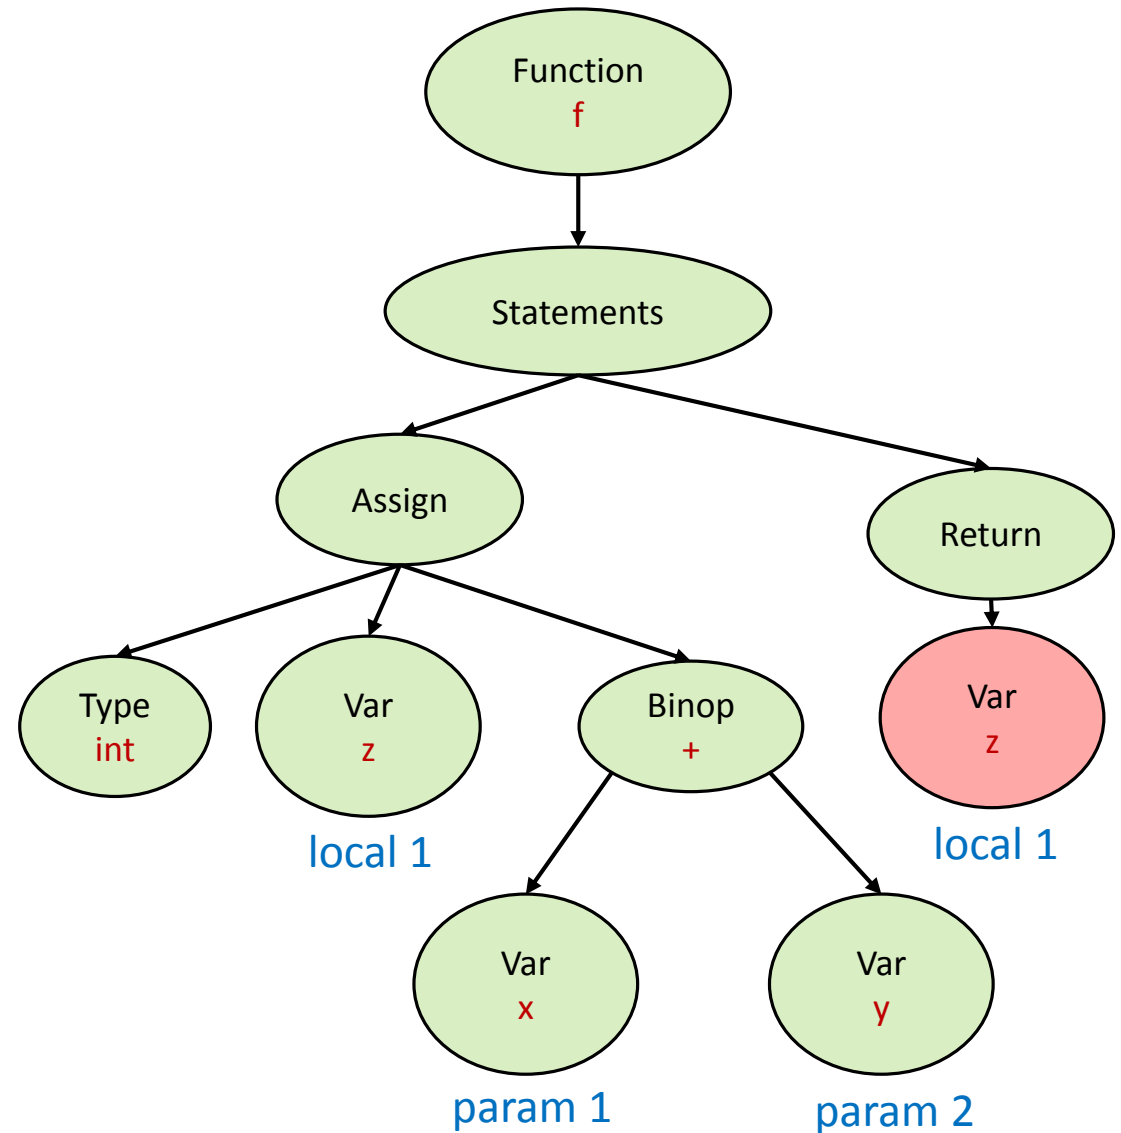 Function
f
Statements
Assign
Return
Type
int
Var
z
Binop
+
Var
z
local 1
local 1
Var
x
Var
y
param 1
param 2